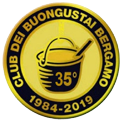 CLUB DEI BUONGUSTAI BERGAMO
35°
1984-2019